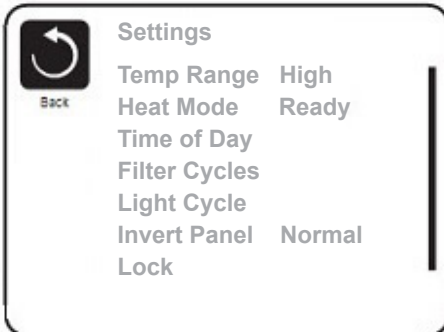 Settings
Temp Range High
Heat Mode Ready
Back
Time of Day
Filter Cycles
Light Cycle
Invert Panel Normal
Lock